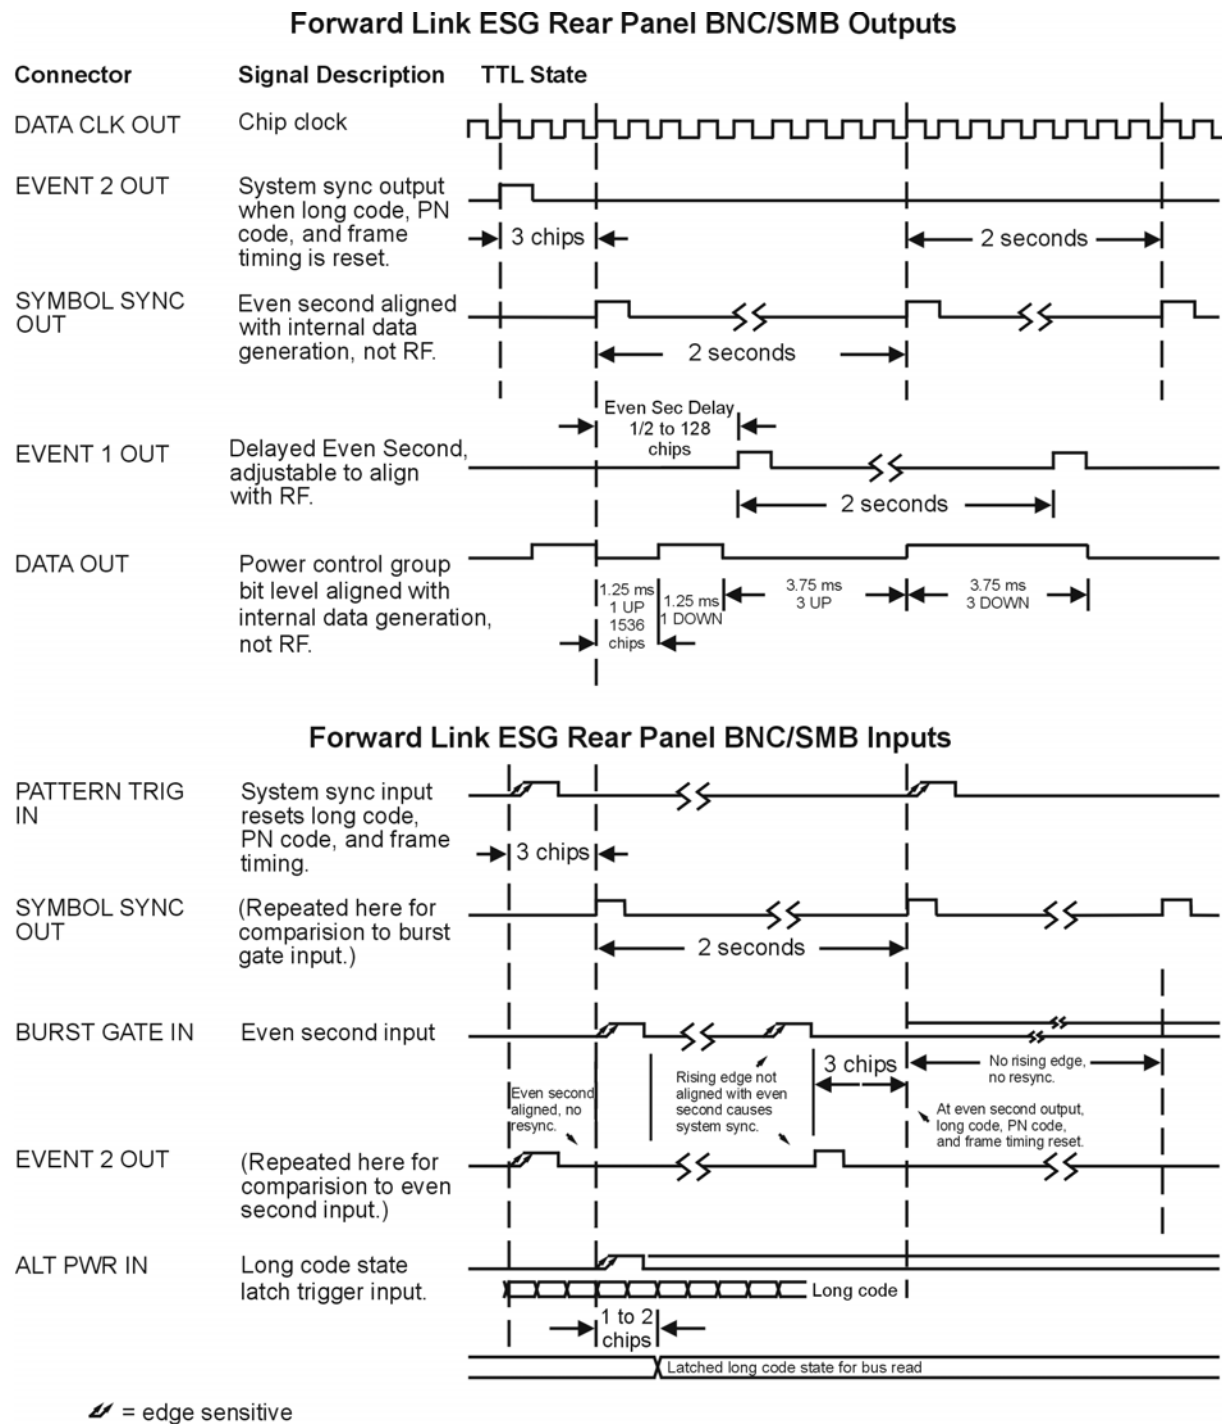 Forward Link ESG Rear Panel BNC/SMB Outputs
Connector
Signal Description
TTL State
DATA CLK OUT
Chip clock
EVENT 2 OUT
System sync output
when long code, PN
code, and frame
timing is reset.
3 chips
2 seconds
SYMBOL SYNC
OUT
Even second aligned
with internal data
generation, not RF.
2 seconds
Even Sec Delay
1/2 to 128
chips
EVENT 1 OUT
Delayed Even Second,
adjustable to align
with RF.
2 seconds
DATA OUT
Power control group
bit level aligned with
internal data generation,
not RF.
1.25 ms
1 UP
1536
chips
1.25 ms
1 DOWN
3.75 ms
3 UP
3.75 ms
3 DOWN
Forward Link ESG Rear Panel BNC/SMB Inputs
PATTERN TRIG
IN
System sync input
resets long code,
PN code, and frame
timing.
3 chips
SYMBOL SYNC
OUT
(Repeated here for
comparision to burst
gate input.)
2 seconds
BURST GATE IN
Even second input
Even second
aligned, no
resync.
Rising edge not
aligned with even
second causes
system sync.
3 chips
No rising edge,
no resync.
At even second output,
long code, PN code,
and frame timing reset.
EVENT 2 OUT
(Repeated here for
comparision to even
second input.)
ALT PWR IN
Long code state
latch trigger input.
Long code
1 to 2
chips
Latched long code state for bus read
= edge sensitive